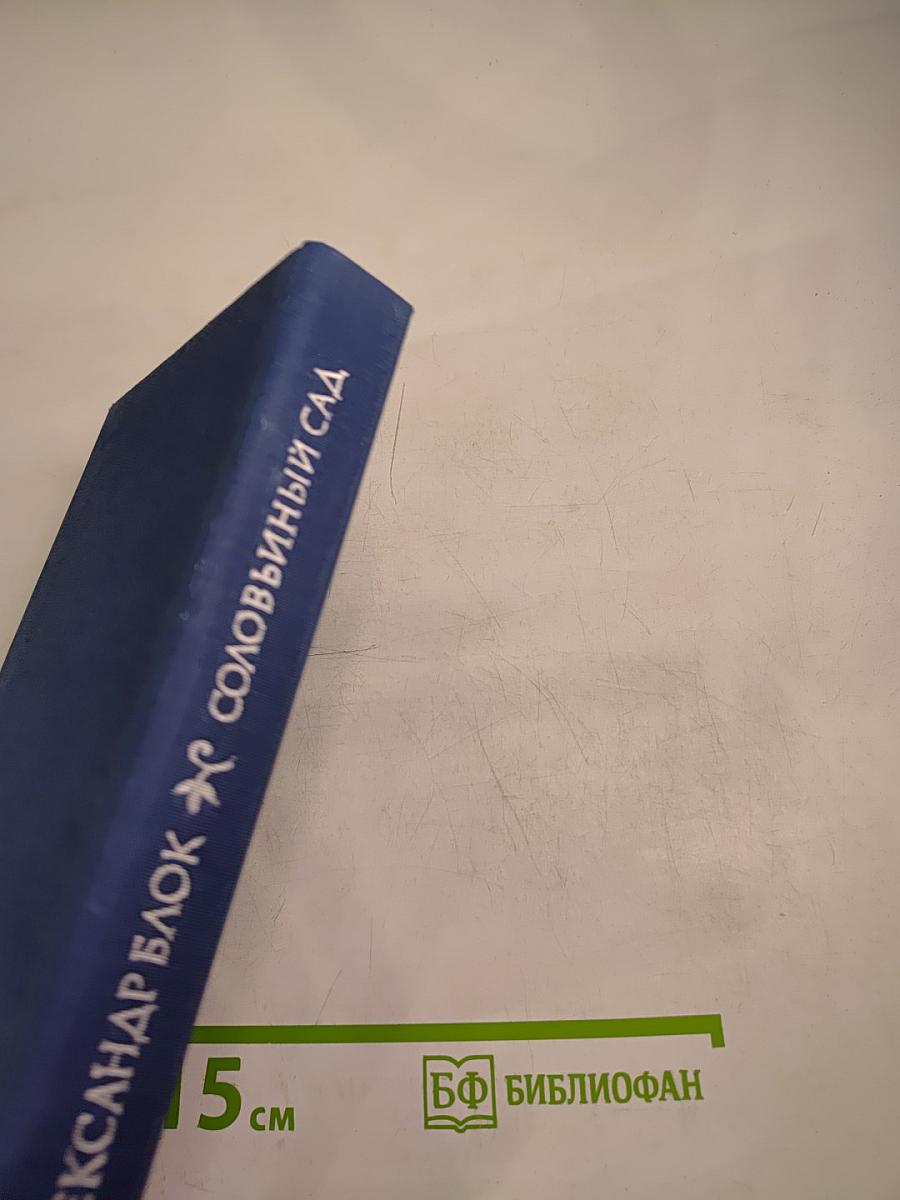 ЕКСАНДР БЛОК СОЛОВЬИНЫЙ САД
15 см
БФ БИБЛИОФАН